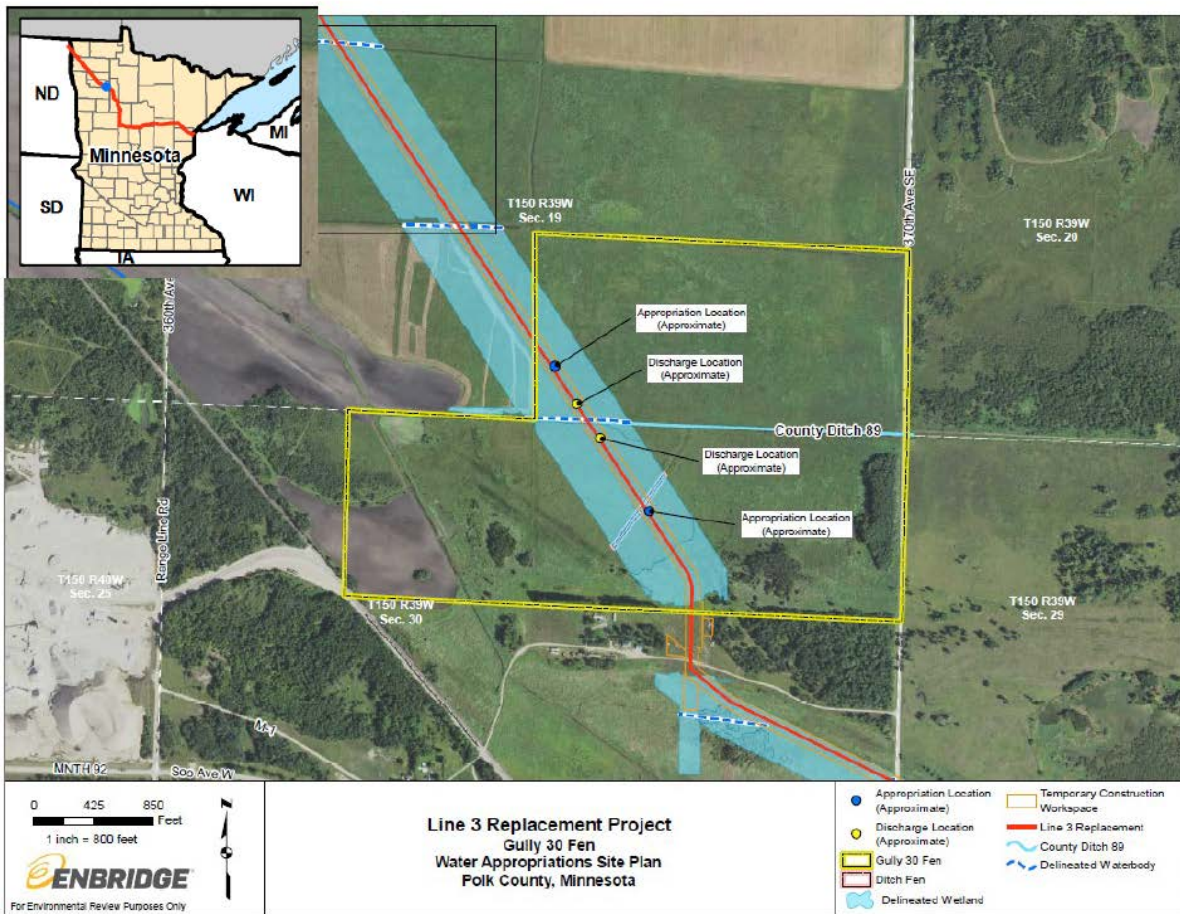 ND
Minnesota
MI
SD
WI
IA
360th Ave
T150 R39W
Sec. 19
370th Ave SE
T150 R39W
Sec. 20
Appropriation Location
(Approximate)
Discharge Location
(Approximate)
County Ditch 89
Discharge Location
(Approximate)
Appropriation Location
(Approximate)
Range Line Rd
T150 R40W
Sec. 25
T150 R39W
Sec. 30
T150 R39W
Sec. 29
M-1
MNTH 92
Soo Ave W
0 425 850
Feet
1 inch = 800 feet
N
ENBRIDGE
For Environmental Review Purposes Only
Line 3 Replacement Project
Gully 30 Fen
Water Appropriations Site Plan
Polk County, Minnesota
Appropriation Location
(Approximate)
Discharge Location
(Approximate)
Gully 30 Fen
Ditch Fen
Delineated Wetland
Temporary Construction
Workspace
Line 3 Replacement
County Ditch 89
Delineated Waterbody